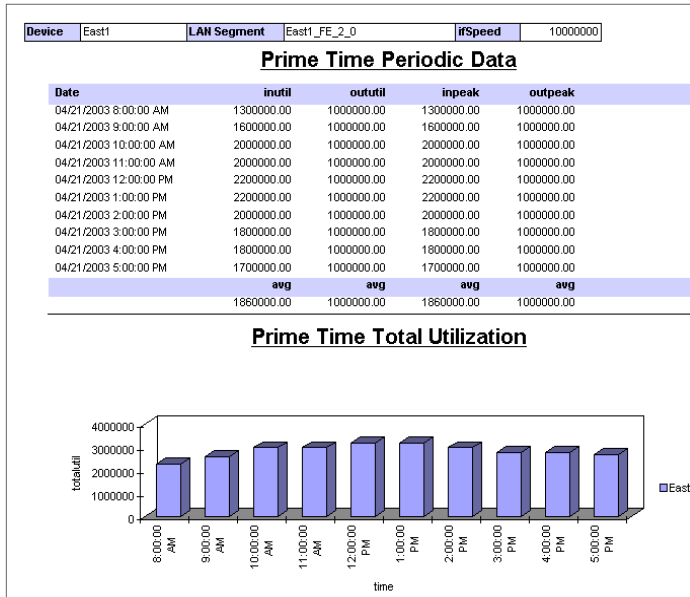 Device East1 LAN Segment East1_FE_2_0 ifSpeed 10000000
Prime Time Periodic Data
Date inutil oututil inpeak outpeak
04/21/2003 8:00:00 AM 1300000.00 1000000.00 1300000.00 1000000.00
04/21/2003 9:00:00 AM 1600000.00 1000000.00 1600000.00 1000000.00
04/21/2003 10:00:00 AM 2000000.00 1000000.00 2000000.00 1000000.00
04/21/2003 11:00:00 AM 2000000.00 1000000.00 2000000.00 1000000.00
04/21/2003 12:00:00 PM 2200000.00 1000000.00 2200000.00 1000000.00
04/21/2003 1:00:00 PM 2200000.00 1000000.00 2200000.00 1000000.00
04/21/2003 2:00:00 PM 2000000.00 1000000.00 2000000.00 1000000.00
04/21/2003 3:00:00 PM 1800000.00 1000000.00 1800000.00 1000000.00
04/21/2003 4:00:00 PM 1800000.00 1000000.00 1800000.00 1000000.00
04/21/2003 5:00:00 PM 1700000.00 1000000.00 1700000.00 1000000.00
avg avg avg avg
1860000.00 1000000.00 1860000.00 1000000.00
Prime Time Total Utilization
4000000
3000000
2000000
1000000
0
totalutil
East
8:00:00 AM
9:00:00 AM
10:00:00 AM
11:00:00 AM
12:00:00 PM
1:00:00 PM
2:00:00 PM
3:00:00 PM
4:00:00 PM
5:00:00 PM
time